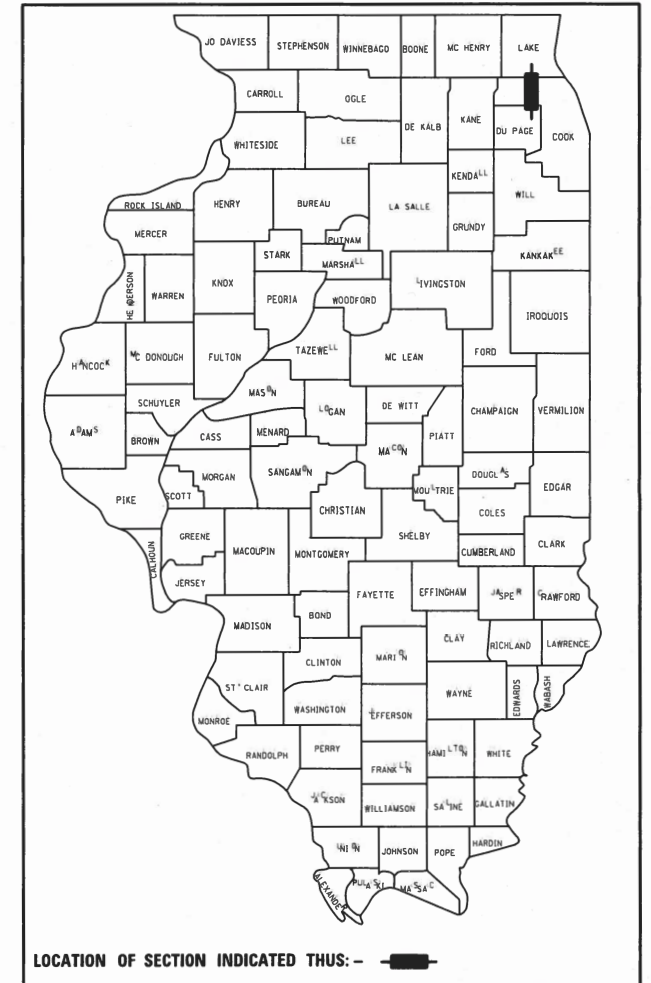 JO DAVIESS STEPHENSON WINNEBAGO BOONE MC HENRY LAKE
CARROLL OGLE DE KALB KANE DU PAGE COOK
WHITESIDE LEE
KENDALL WILL
ROCK ISLAND HENRY BUREAU LA SALLE GRUNDY
MERCER PUTNAM
STARK MARSHALL KANKAKEE
HENDERSON WARREN KNOX PEORIA WOODFORD LIVINGSTON IROQUOIS
HANCOCK MC DONOUGH FULTON TAZEWELL MC LEAN FORD
MASON
SCHUYLER LOGAN DE WITT CHAMPAIGN VERMILION
ADAMS BROWN CASS MENARD PIATT
MACON
PIKE SCOTT MORGAN SANGAMON MOULTRIE DOUGLAS EDGAR
CHRISTIAN COLES
GREENE SHELBY
CALHOUN MACOUPIN MONTGOMERY CUMBERLAND CLARK
JERSEY FAYETTE EFFINGHAM JASPER CRAWFORD
MADISON BOND
CLAY RICHLAND LAWRENCE
CLINTON MARION
ST CLAIR WAYNE EDWARDS WABASH
MONROE WASHINGTON EFFERSON
RANDOLPH PERRY HAMILTON WHITE
FRANKLIN
JACKSON WILLIAMSON SALINE GALLATIN
UNION JOHNSON POPE HARDIN
ALEXANDER PULASKI MASSAC
LOCATION OF SECTION INDICATED THUS:-